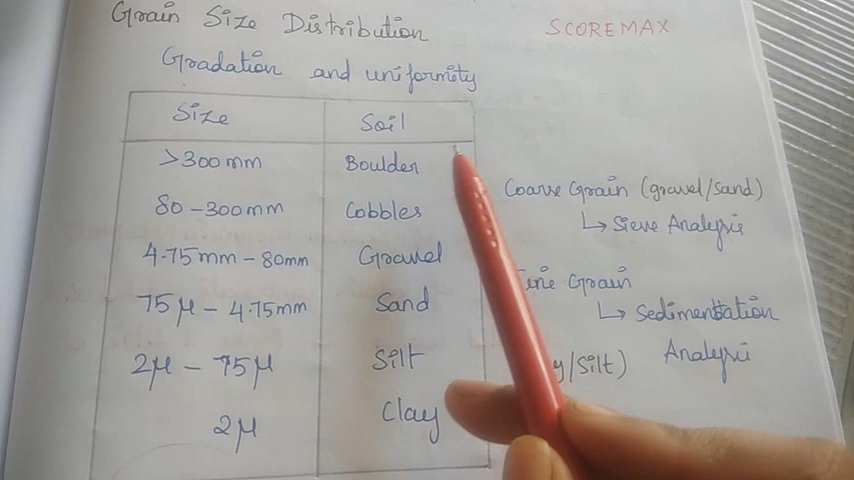 Grain Size Distribution
SCOREMAX
Gradation and uniformity
Size Soil
>300mm Boulder
80 - 300mm Cobbles
4.75mm - 80mm Gravel
75μ - 4.75mm Sand
2μ - 75μ Silt
2μ Clay
Coarse Grain (gravel/sand)
↳ Sieve Analysis
Grain
↳ Sedimentation
Analysis
/Silt)